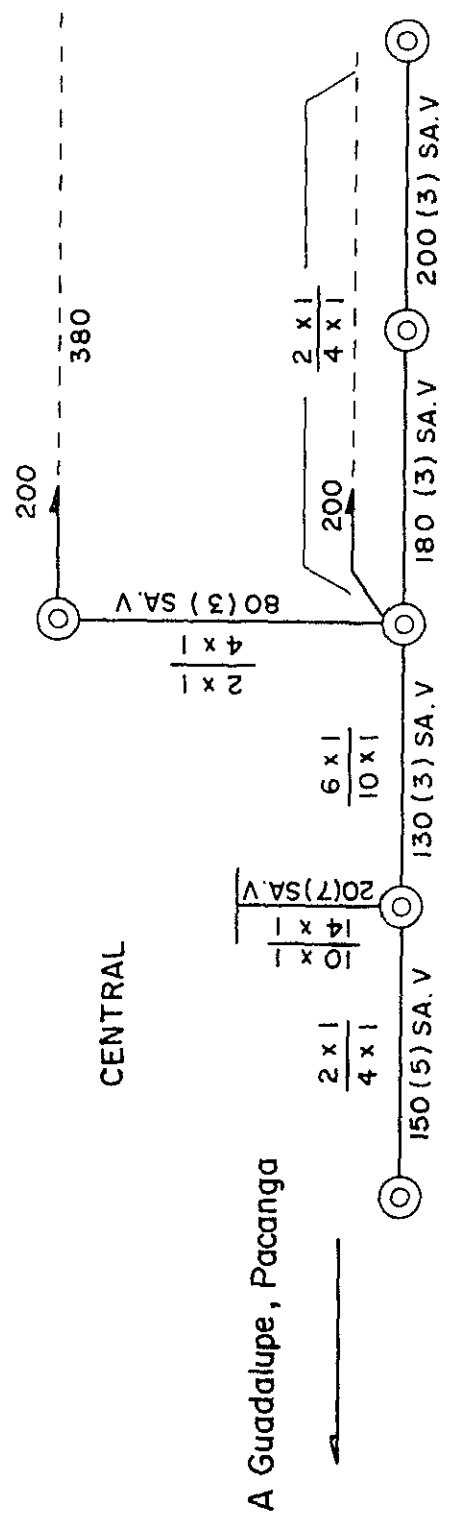 200
380
2 x 1
4 x 1
80(3) SA.V
200
2 x 1
4 x 1
CENTRAL
10 x 1
14 x 1
20(7)SA.V
2 x 1
4 x 1
6 x 1
10 x 1
150(5) SA.V
130(3) SA.V
180 (3) SA.V
200 (3) SA.V
A Guadalupe, Pacanga